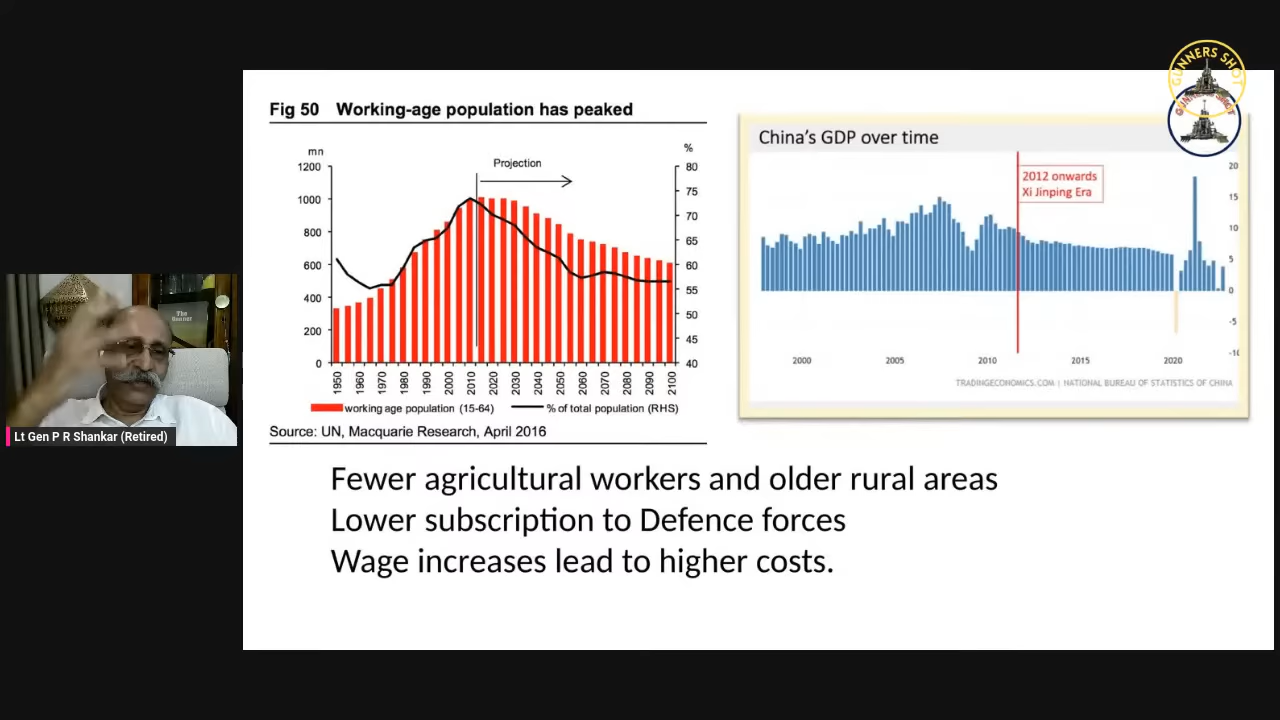 GUNNERS SHOT
Fig 50 Working-age population has peaked
mn
%
Projection
1200
1000
800
600
400
200
0
80
75
70
65
60
55
50
45
40
1950
1960
1970
1980
1990
2000
2010
2020
2030
2040
2050
2060
2070
2080
2090
2100
working age population (15-64)
% of total population (RHS)
Source: UN, Macquarie Research, April 2016
China's GDP over time
2012 onwards
Xi Jinping Era
20
15
10
5
0
-5
-10
2000
2005
2010
2015
2020
TRADINGECONOMICS.COM | NATIONAL BUREAU OF STATISTICS OF CHINA
The
Gunner
Lt Gen P R Shankar (Retired)
Fewer agricultural workers and older rural areas
Lower subscription to Defence forces
Wage increases lead to higher costs.